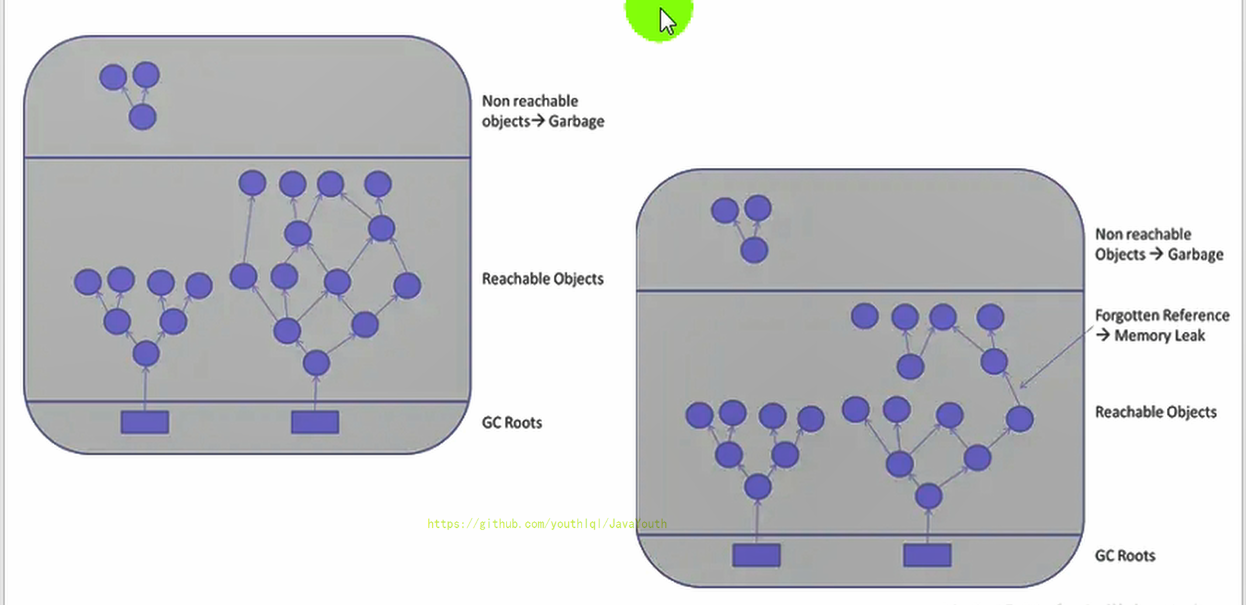 Non reachable
objects→ Garbage
Reachable Objects
GC Roots
Non reachable
Objects → Garbage
Forgotten Reference
→ Memory Leak
Reachable Objects
GC Roots
https://github.com/youthlql/JavaYouth